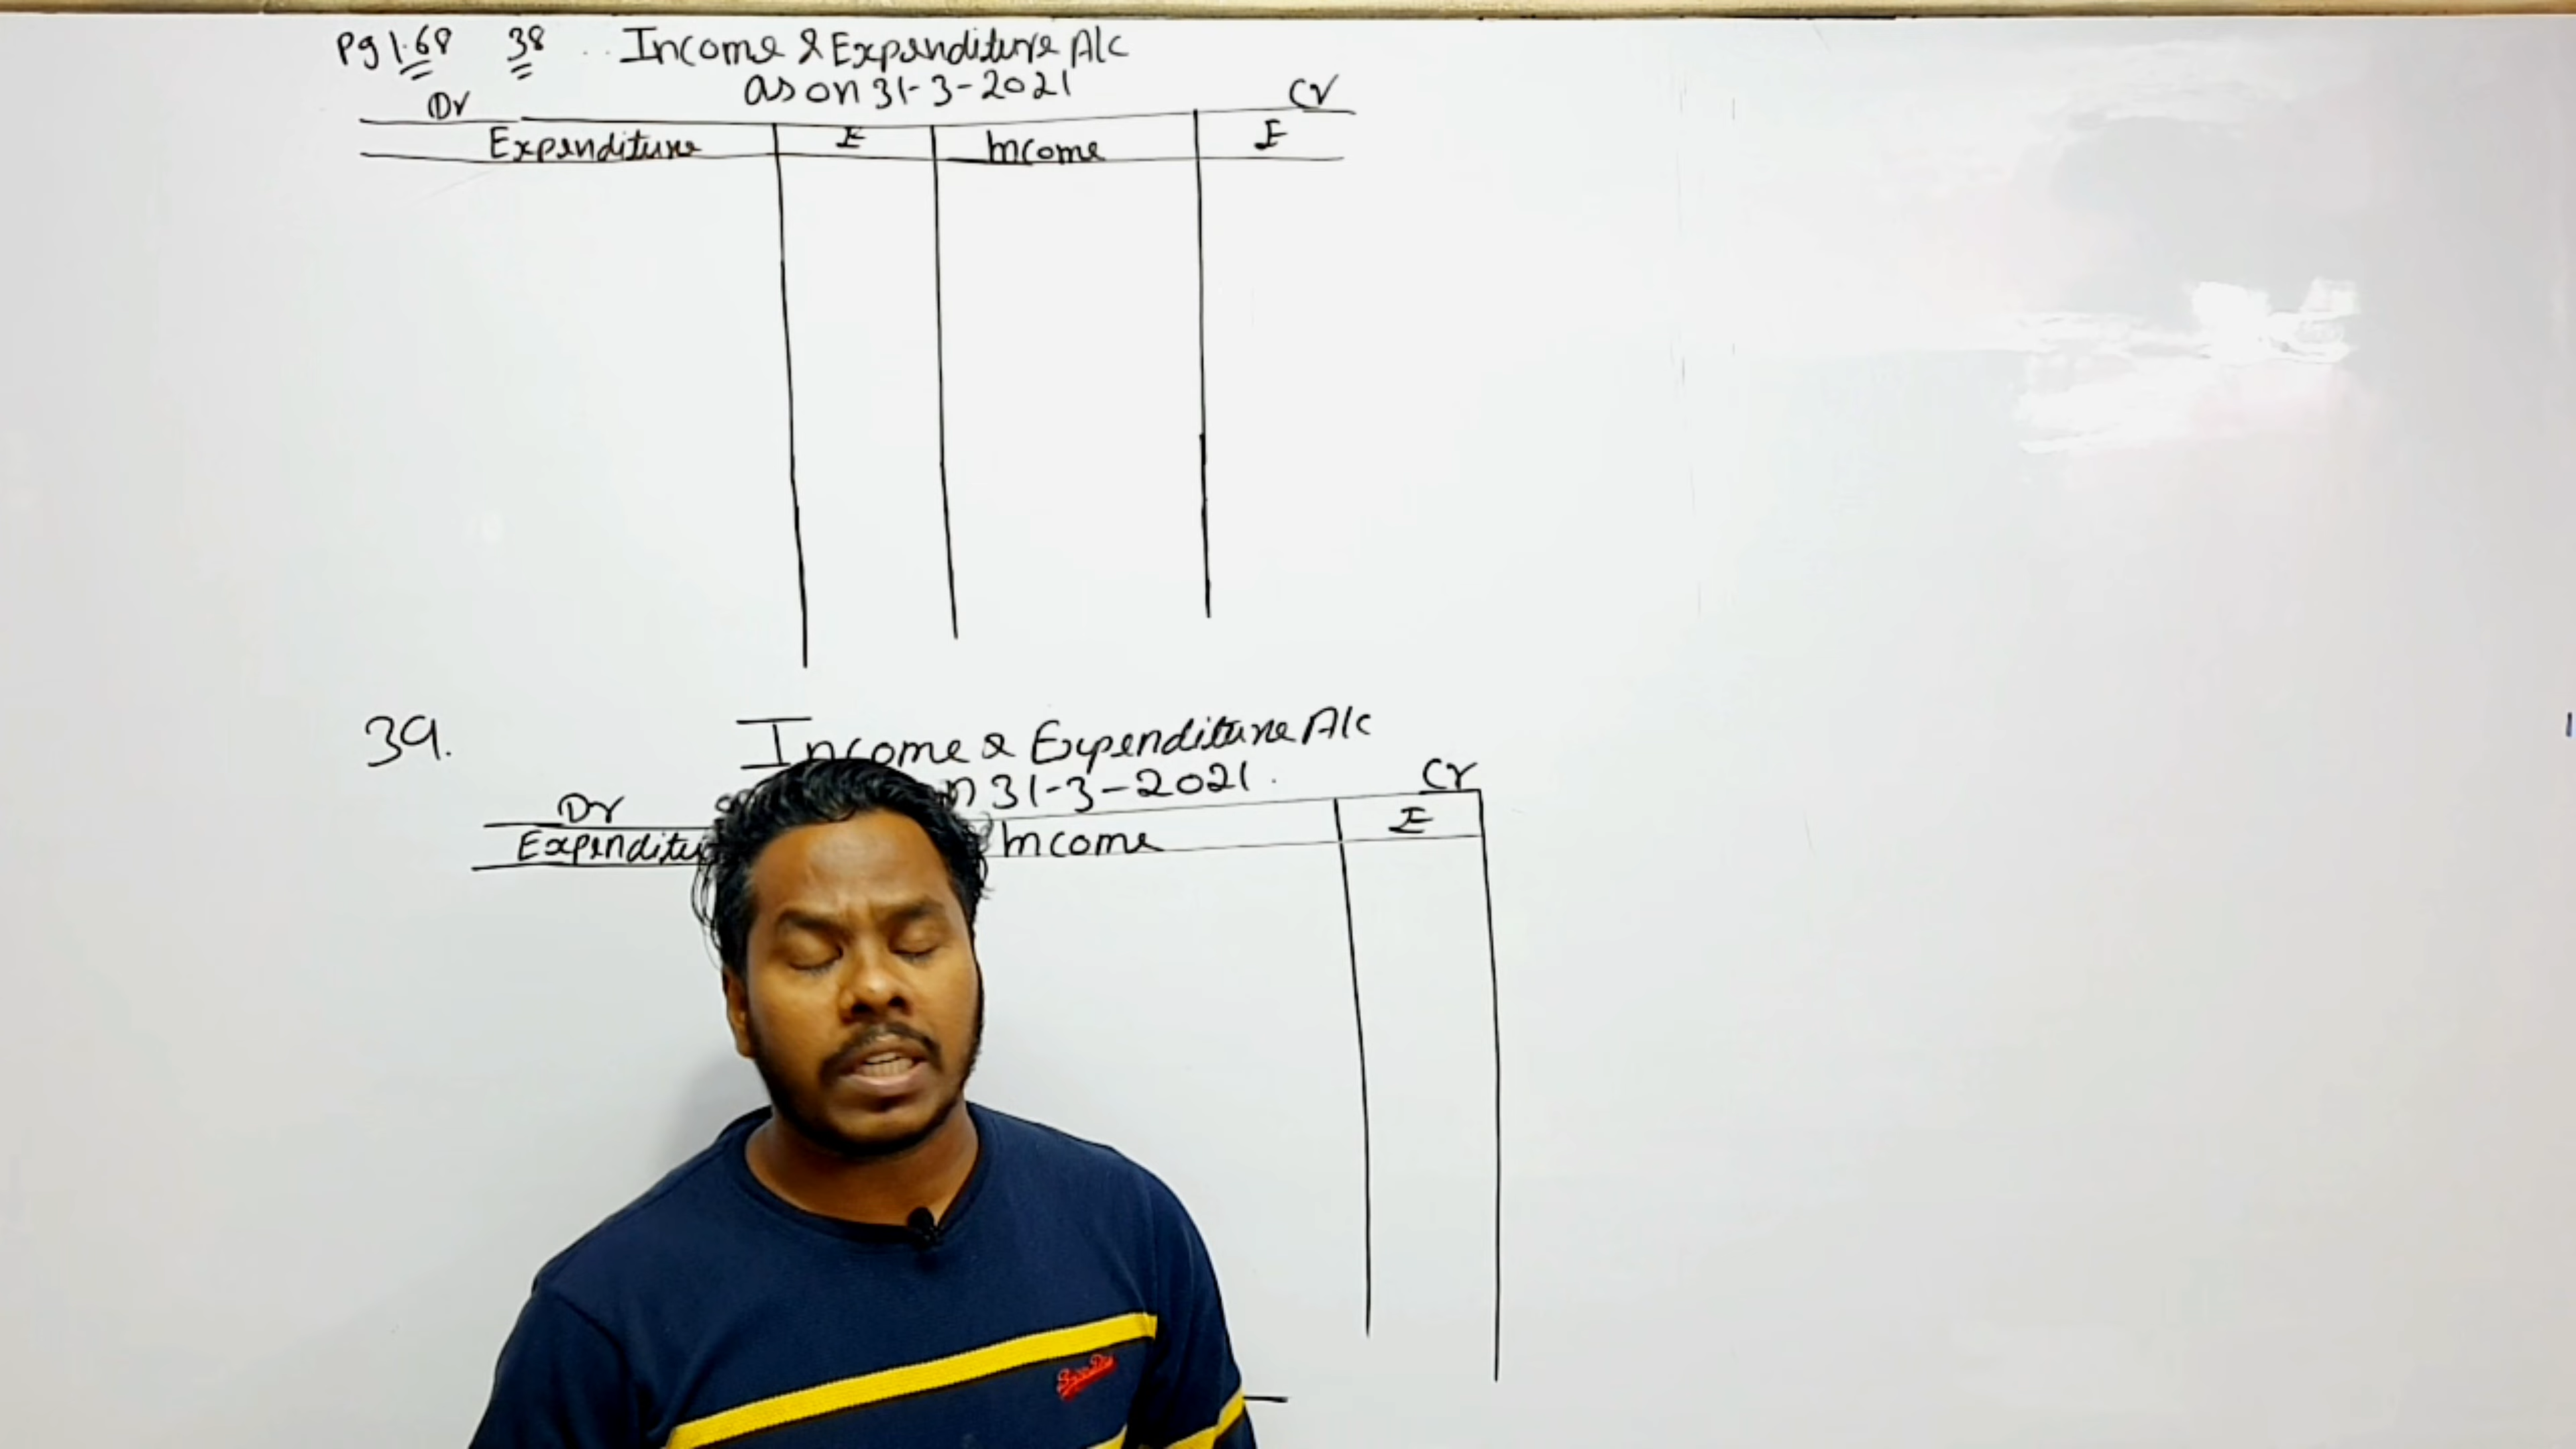 Pg 1.68 38 .. Income & Expenditure A/c
as on 31-3-2021
Dr Cr
Expenditure ₹ Income ₹
39. Income & Expenditure A/c
n 31-3-2021.
Dr Cr
Expenditu Income ₹